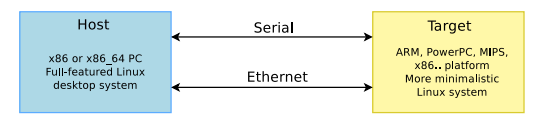 Host
x86 or x86_64 PC
Full-featured Linux
desktop system
Serial
Ethernet
Target
ARM, PowerPC, MIPS,
x86.. platform
More minimalistic
Linux system